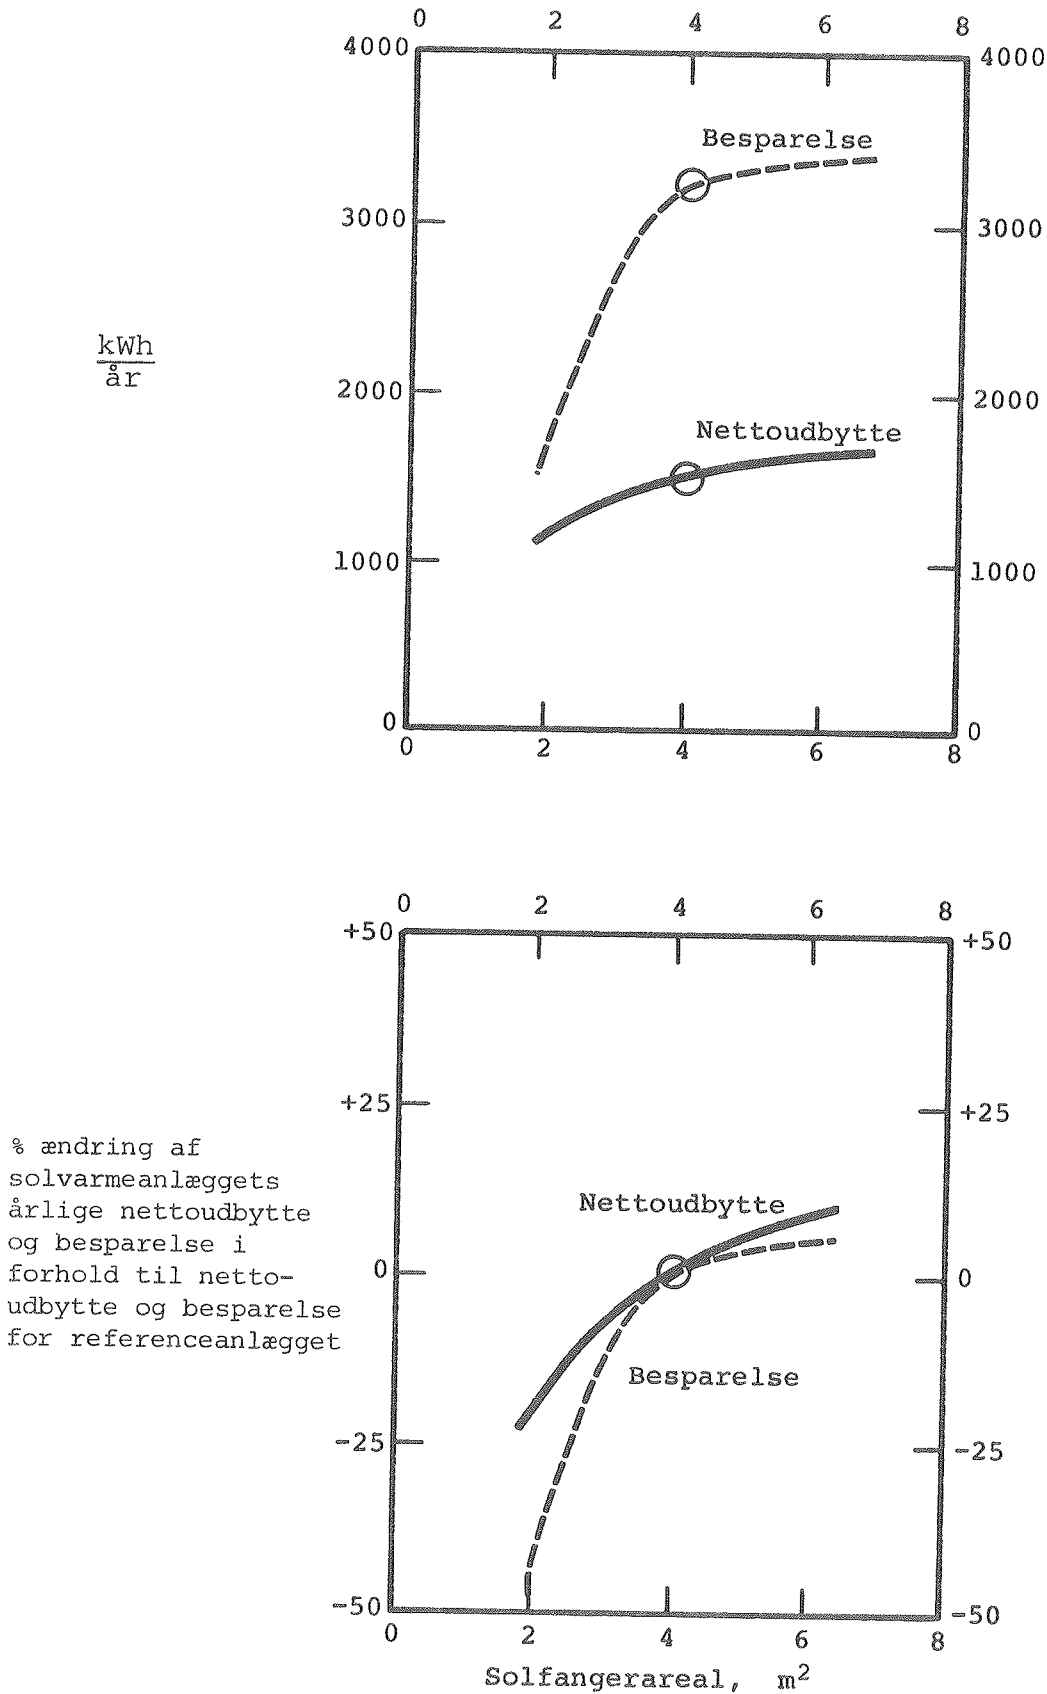 0 2 4 6 8
4000 4000
Besparelse
3000 3000
kWh
år
2000 2000
Nettoudbytte
1000 1000
0 0
0 2 4 6 8
0 2 4 6 8
+50 +50
+25 +25
% ændring af
solvarmeanlæggets
årlige nettoudbytte
og besparelse i
forhold til netto-
udbytte og besparelse
for referenceanlægget
Nettoudbytte
0 0
Besparelse
-25 -25
-50 -50
0 2 4 6 8
Solfangerareal, m²